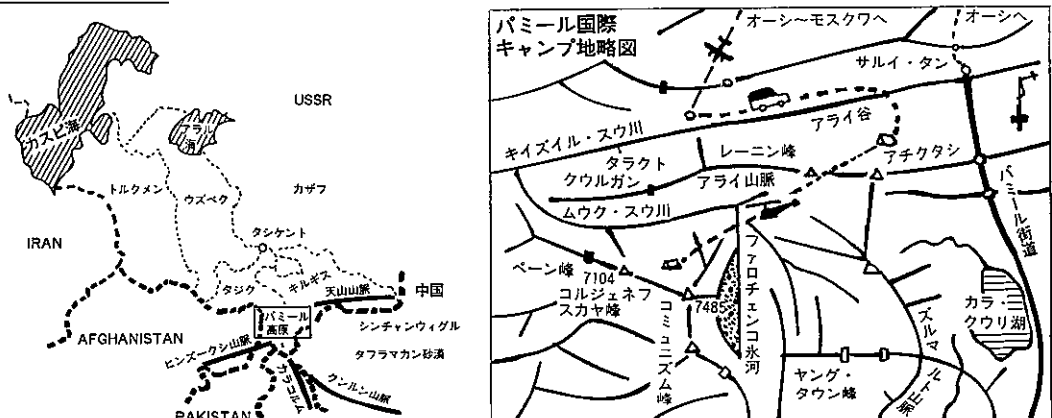 カスピ海
アラル
海
USSR
トルクメン
ウズベク
カザフ
IRAN
タシケント
タジク
キルギス
天山山脈
中国
パミール
高原
シンチャンウィグル
AFGHANISTAN
ヒンズークシ山脈
タフラマカン砂漠
カラコルム
クンルン山脈
PAKISTAN
パミール国際
キャンプ地略図
オーシ〜モスクワへ
オーシへ
サルイ・タシ
アライ谷
キイズイル・スウ川
タラクト
クウルガン
レーニン峰
アチクタシ
アライ山脈
ムウク・スウ川
パミール街道
ペーン峰
7104
コルジェネフ
スカヤ峰
7485
コミュニズム峰
ファロチェンコ氷河
カラ・
クウリ湖
ズルマルト山脈
ヤング・
タウン峰